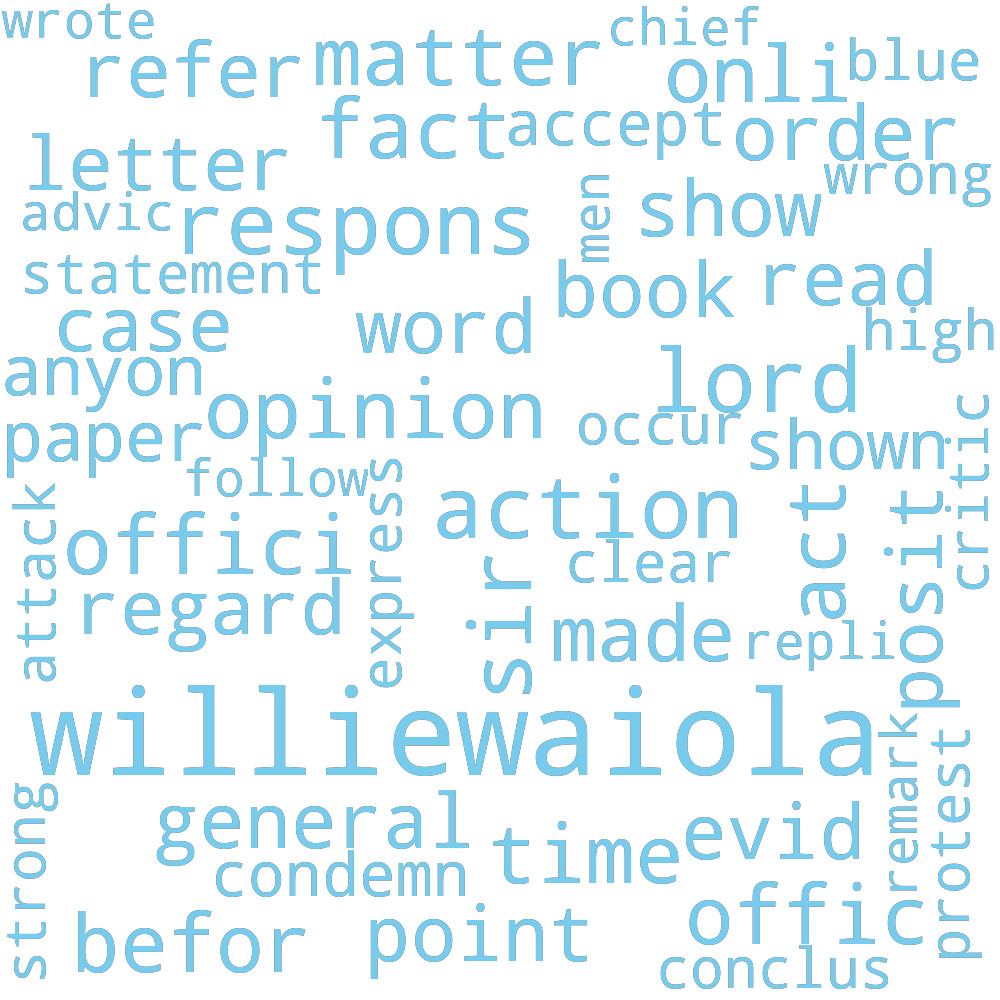 wrote
chief
refer
matter
onli
blue
fact
accept
order
letter
wrong
advic
respons
men
show
statement
book
read
case
word
high
anyon
lord
opinion
occur
paper
shown
critic
follow
attack
express
action
act
posit
offici
clear
sir
regard
made
repli
williewaiola
remark
protest
strong
general
time
evid
condemn
befor
point
offic
conclus